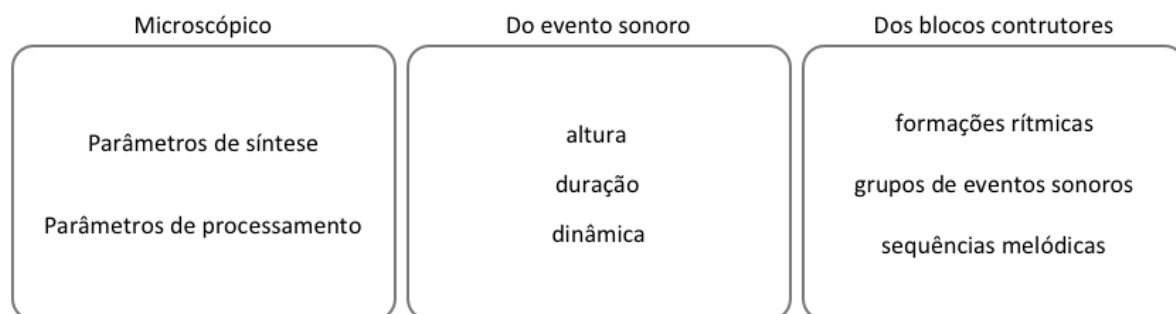 Microscópico
Parâmetros de síntese
Parâmetros de processamento
Do evento sonoro
altura
duração
dinâmica
Dos blocos contrutores
formações rítmicas
grupos de eventos sonoros
sequências melódicas